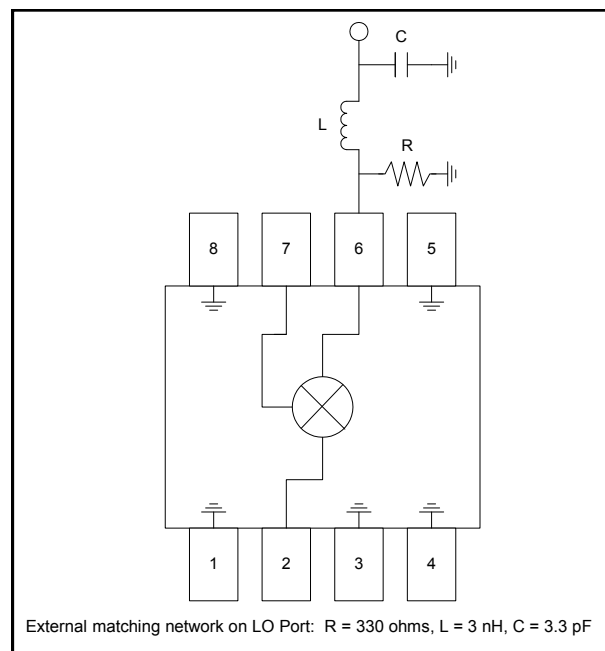 C
L
R
8 7 6 5
1 2 3 4
External matching network on LO Port: R = 330 ohms, L = 3 nH, C = 3.3 pF